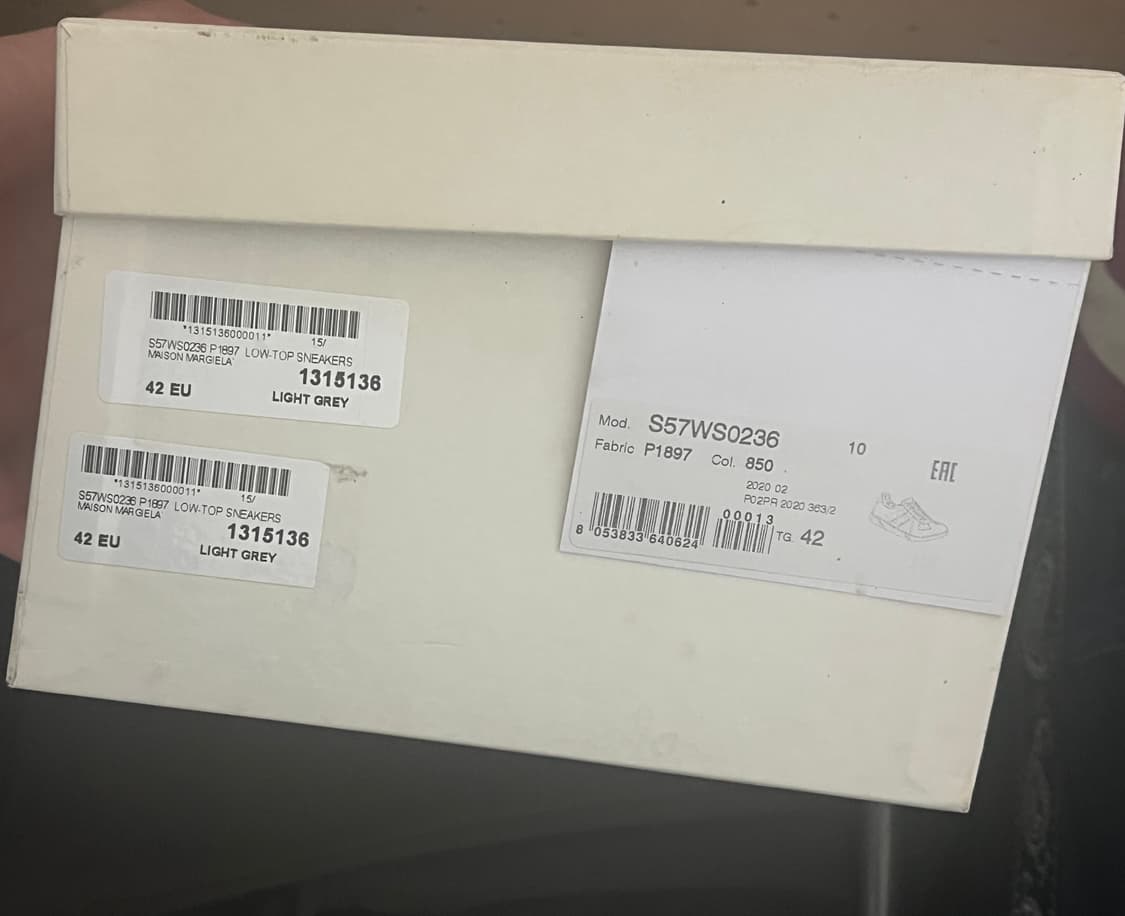 *1315136000011*
15/
S57WS0236 P1897 LOW-TOP SNEAKERS
MAISON MARGIELA
1315136
42 EU
LIGHT GREY
*1315136000011*
15/
S57WS0236 P1897 LOW-TOP SNEAKERS
MAISON MARGIELA
1315136
42 EU
LIGHT GREY
Mod. S57WS0236 10
Fabric P1897 Col. 850 .
EAC
2020 02
P02PR 2020 363/2
00013
8 053833 640624
TG. 42